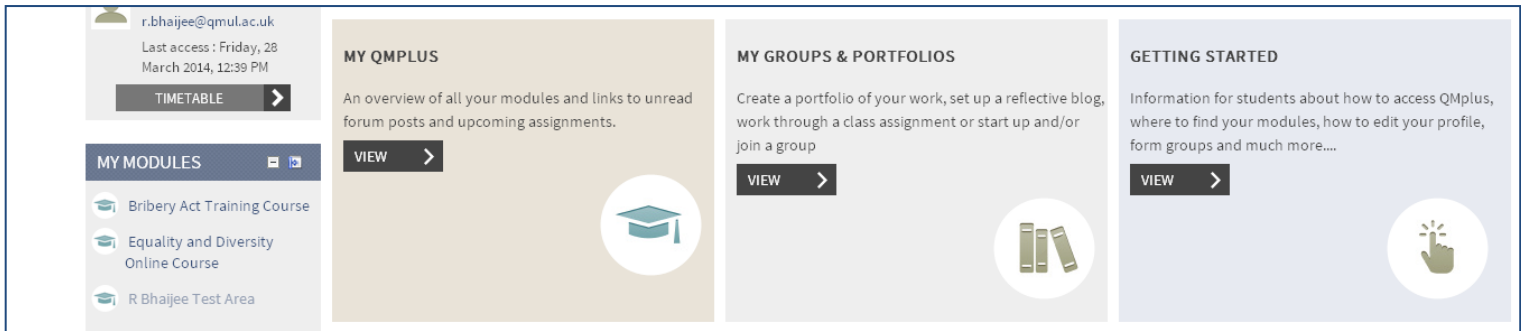 r.bhaijee@qmul.ac.uk
Last access : Friday, 28
March 2014, 12:39 PM
TIMETABLE
MY MODULES
Bribery Act Training Course
Equality and Diversity
Online Course
R Bhaijee Test Area
MY QMPLUS
An overview of all your modules and links to unread
forum posts and upcoming assignments.
VIEW
MY GROUPS & PORTFOLIOS
Create a portfolio of your work, set up a reflective blog,
work through a class assignment or start up and/or
join a group
VIEW
GETTING STARTED
Information for students about how to access QMplus,
where to find your modules, how to edit your profile,
form groups and much more....
VIEW